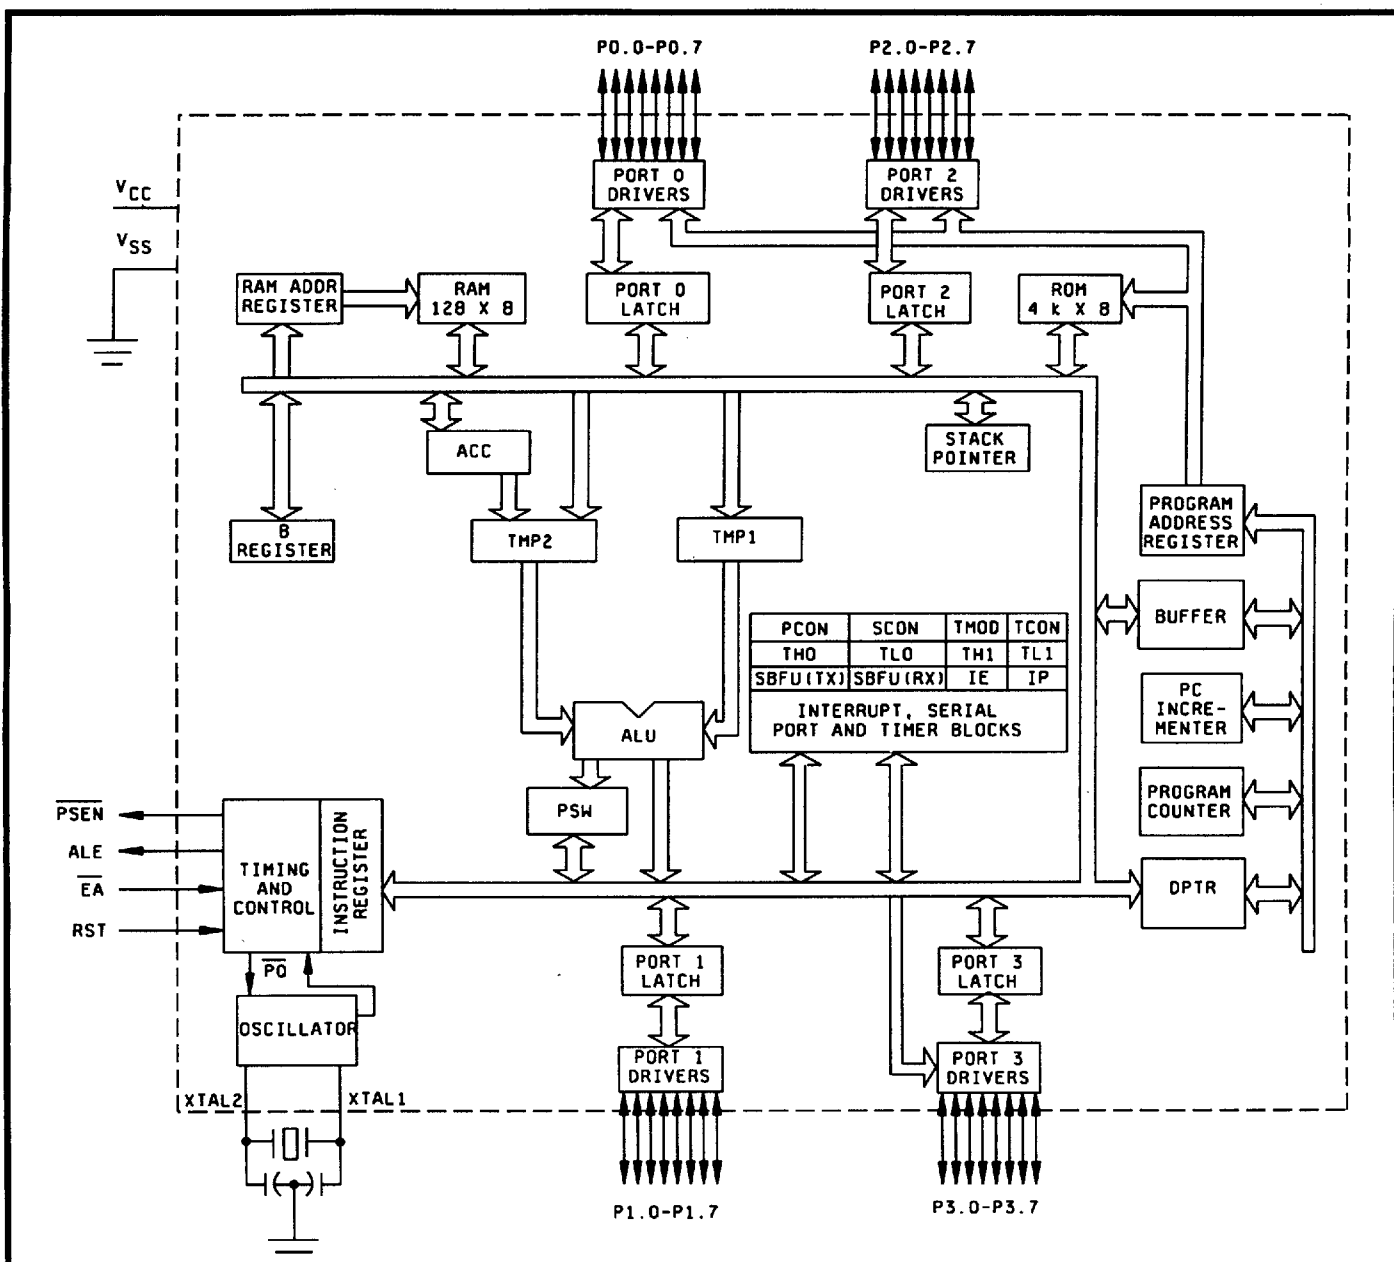 P0.0-P0.7
P2.0-P2.7
PORT 0
DRIVERS
PORT 2
DRIVERS
VCC
VSS
RAM ADDR
REGISTER
RAM
128 X 8
PORT 0
LATCH
PORT 2
LATCH
ROM
4 k X 8
ACC
STACK
POINTER
B
REGISTER
TMP2
TMP1
PROGRAM
ADDRESS
REGISTER
BUFFER
PCON SCON TMOD TCON
TH0 TL0 TH1 TL1
SBFU(TX) SBFU(RX) IE IP
INTERRUPT, SERIAL
PORT AND TIMER BLOCKS
PC
INCRE-
MENTER
ALU
PSW
PROGRAM
COUNTER
PSEN
ALE
EA
RST
TIMING
AND
CONTROL
INSTRUCTION
REGISTER
DPTR
PD
OSCILLATOR
PORT 1
LATCH
PORT 3
LATCH
PORT 1
DRIVERS
PORT 3
DRIVERS
XTAL2
XTAL1
P1.0-P1.7
P3.0-P3.7